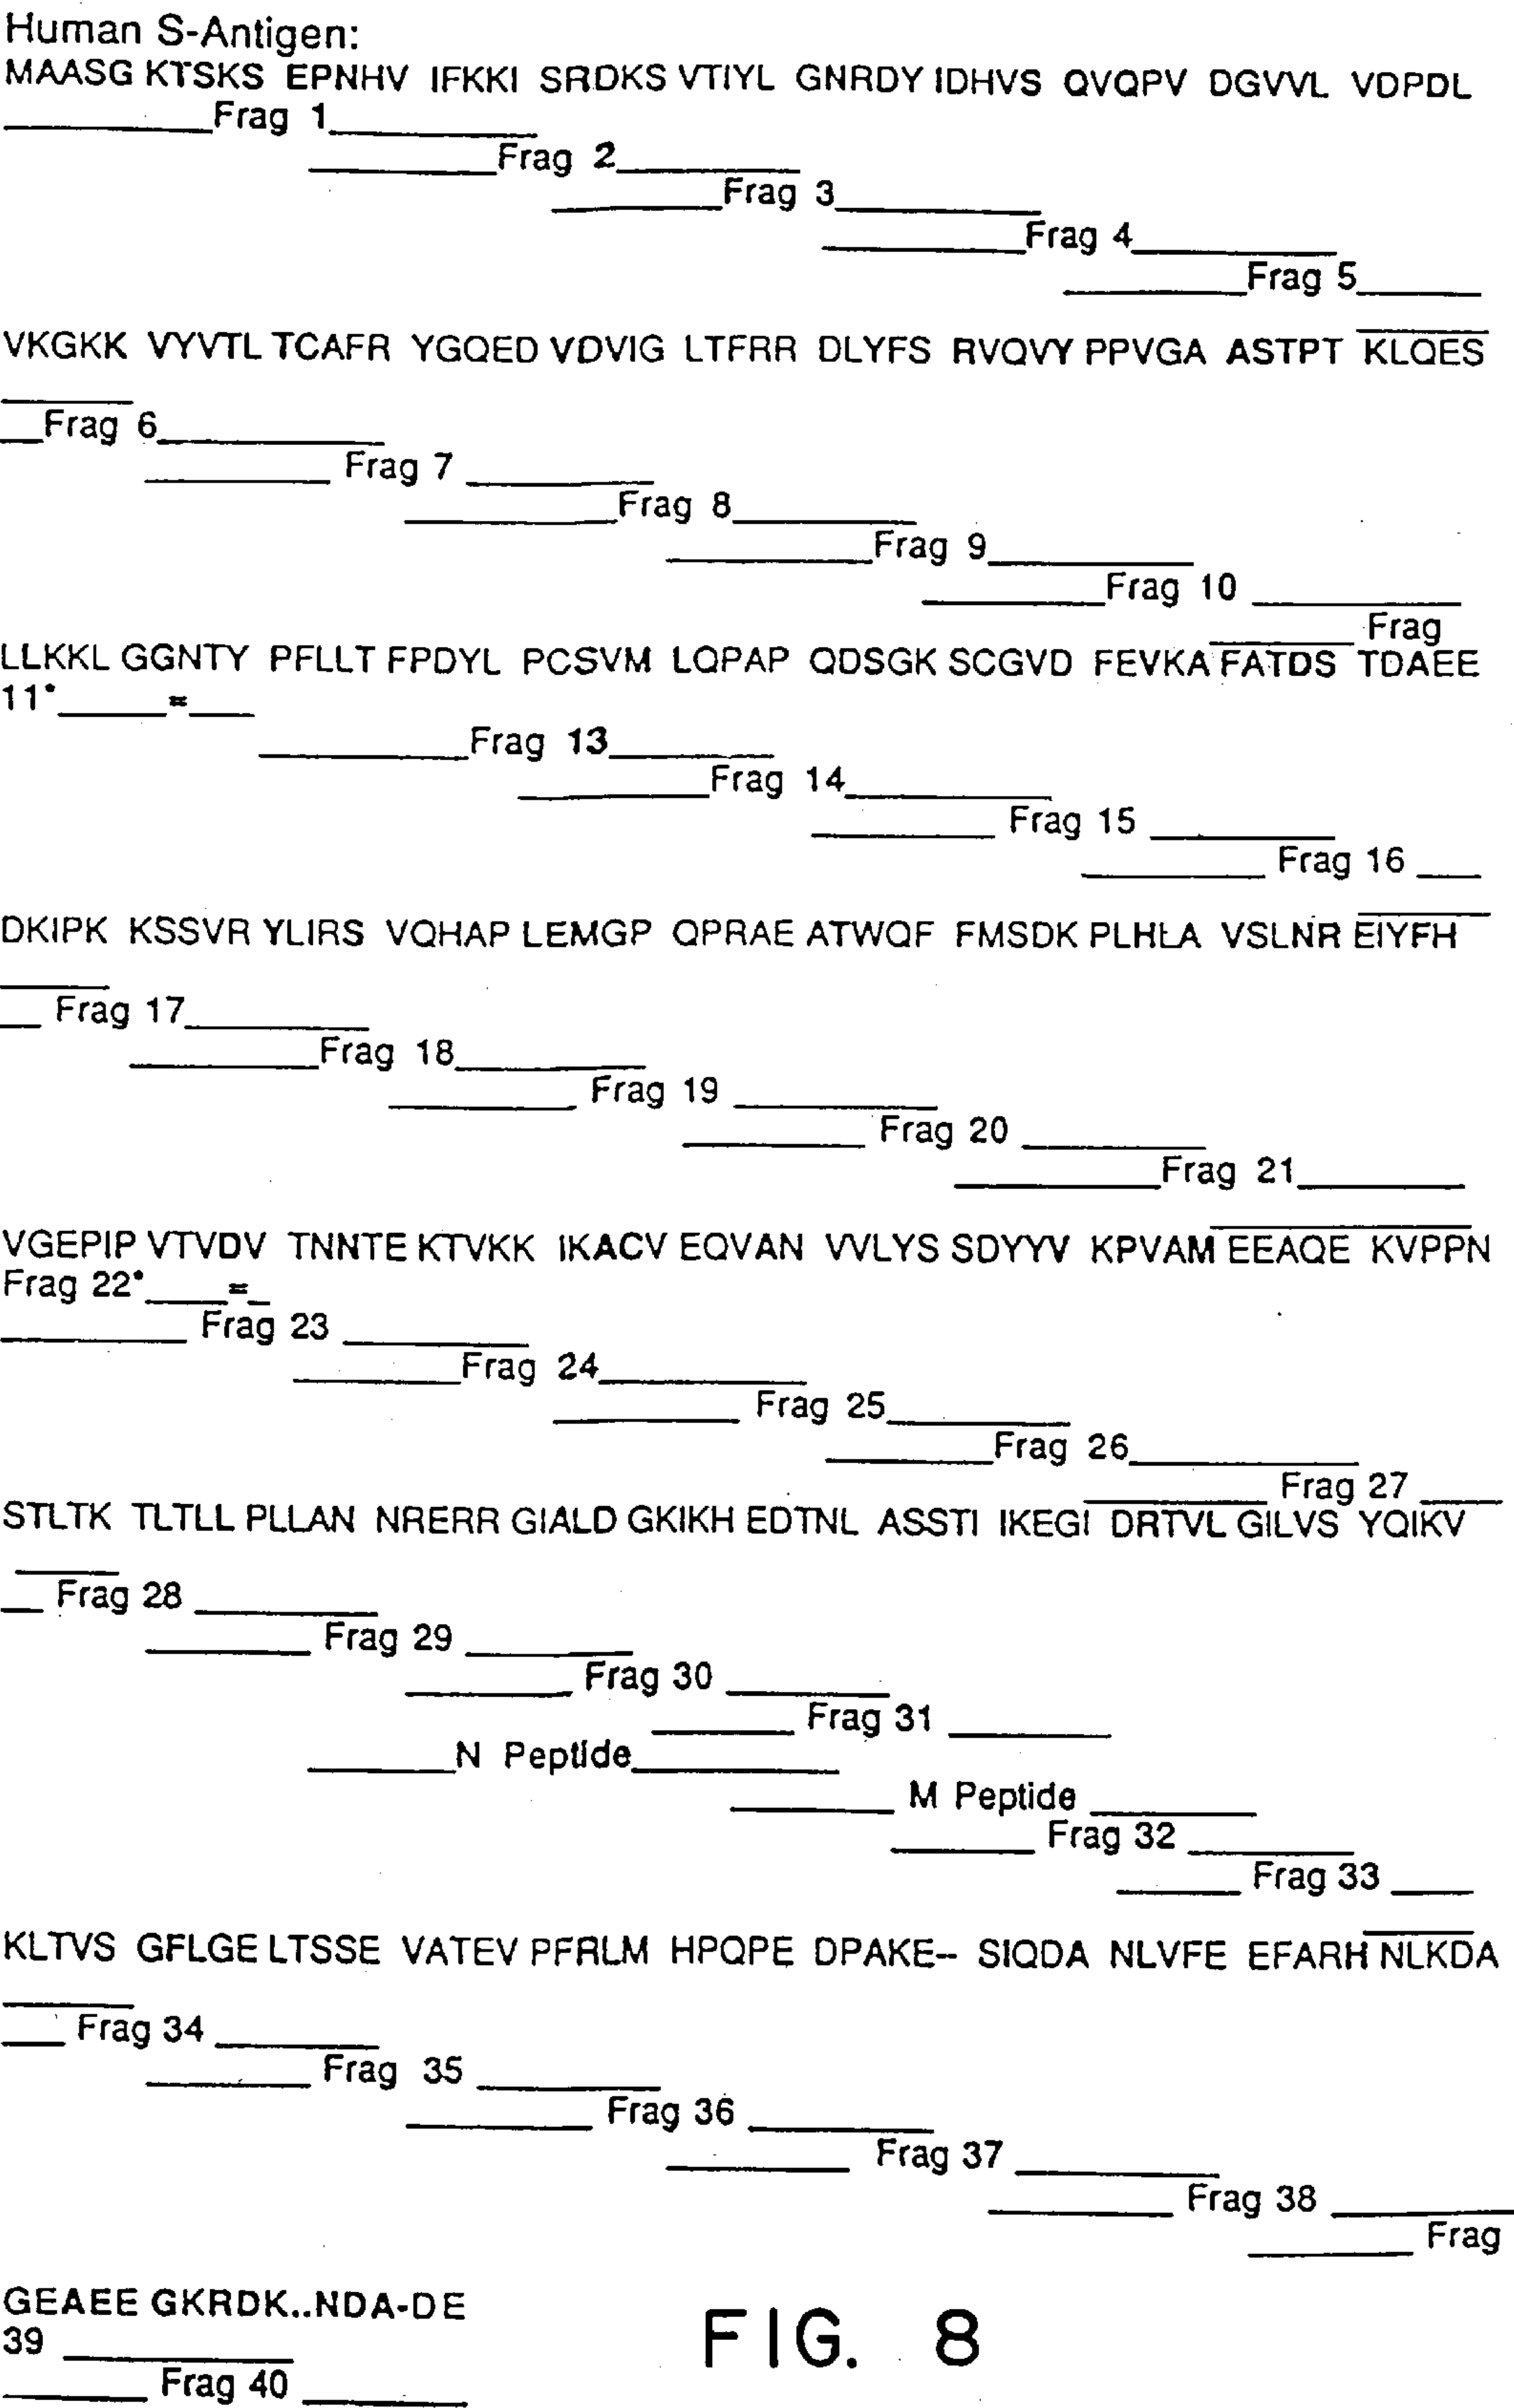 Human S-Antigen:
MAASG KTSKS EPNHV IFKKI SRDKS VTIYL GNRDY IDHVS QVQPV DGVVL VDPDL
Frag 1
Frag 2
Frag 3
Frag 4
Frag 5
VKGKK VYVTL TCAFR YGQED VDVIG LTFRR DLYFS RVQVY PPVGA ASTPT KLQES
Frag 6
Frag 7
Frag 8
Frag 9
Frag 10
Frag
LLKKL GGNTY PFLLT FPDYL PCSVM LQPAP QDSGK SCGVD FEVKA FATDS TDAEE
11* =
Frag 13
Frag 14
Frag 15
Frag 16
DKIPK KSSVR YLIRS VQHAP LEMGP QPRAE ATWQF FMSDK PLHLA VSLNR EIYFH
Frag 17
Frag 18
Frag 19
Frag 20
Frag 21
VGEPIP VTVDV TNNTE KTVKK IKACV EQVAN VVLYS SDYYV KPVAM EEAQE KVPPN
Frag 22* =
Frag 23
Frag 24
Frag 25
Frag 26
Frag 27
STLTK TLTLL PLLAN NRERR GIALD GKIKH EDTNL ASSTI IKEGI DRTVL GILVS YQIKV
Frag 28
Frag 29
Frag 30
Frag 31
N Peptide
M Peptide
Frag 32
Frag 33
KLTVS GFLGE LTSSE VATEV PFRLM HPQPE DPAKE-- SIQDA NLVFE EFARH NLKDA
Frag 34
Frag 35
Frag 36
Frag 37
Frag 38
Frag
GEAEE GKRDK..NDA-DE
39
Frag 40
FIG. 8